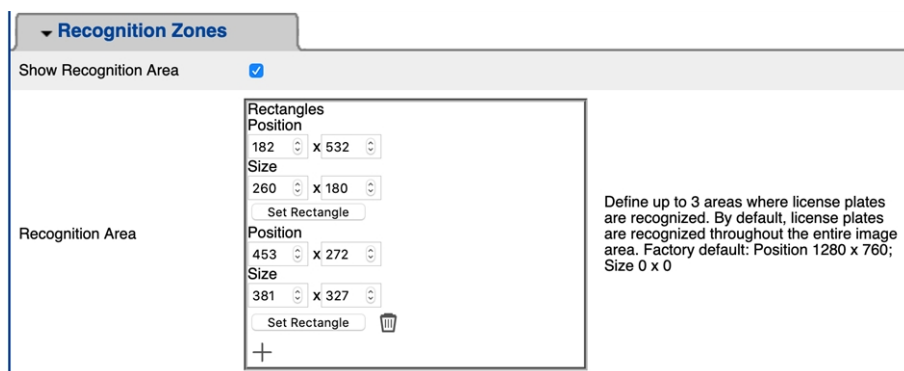 Recognition Zones
Show Recognition Area
Recognition Area
Rectangles
Position
182 x 532
Size
260 x 180
Set Rectangle
Position
453 x 272
Size
381 x 327
Set Rectangle
Define up to 3 areas where license plates
are recognized. By default, license plates
are recognized throughout the entire image
area. Factory default: Position 1280 x 760;
Size 0 x 0